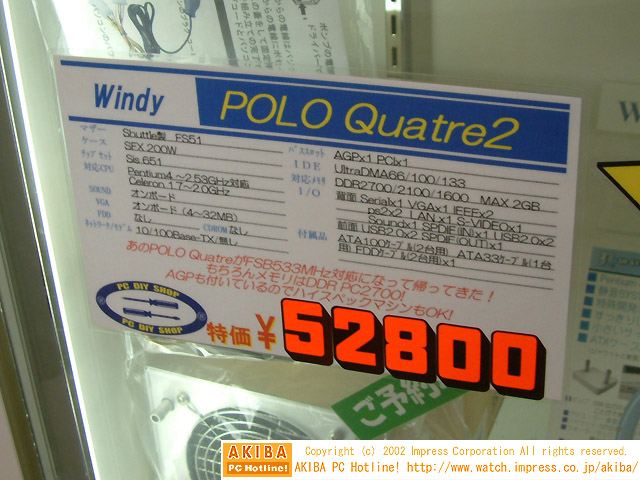 Windy
POLO Quatre2
マザー Shuttle製 FS51
ケース SFX 200W
チップセット Sis 651
対応CPU Pentium4 ~2.53GHz対応
Celeron 1.7~2.0GHz
SOUND オンボード
VGA オンボード (4~32MB)
FDD なし CDROM なし
ネットワーク/モデム 10/100Base-TX/無し
バススロット AGPx1 PCIx1
IDE UltraDMA66/100/133
対応メモリ DDR2700/2100/1600 MAX 2GB
I/O 背面 Serialx1 VGAx1 IEEEx2
ps2x2 LANx1 S-VIDEOx1
Soundx1 SPDIF(IN)x1 USB2.0x2
前面 USB2.0x2 SPDIF(OUT)x1
付属品 ATA100ケーブル(2台用) ATA33ケーブル(1台
用) FDDケーブル(2台用)x1
あのPOLO QuatreがFSB533MHz対応になって帰ってきた!
もちろんメモリはDDR PC2700!
AGPも付いているのでハイスペックマシンもOK!
PC DIY SHOP
PC DIY SHOP
特価 ¥52800
ご予約
AKIBA
PC Hotline!
Copyright (c) 2002 Impress Corporation All rights reserved.
AKIBA PC Hotline! http://www.watch.impress.co.jp/akiba/